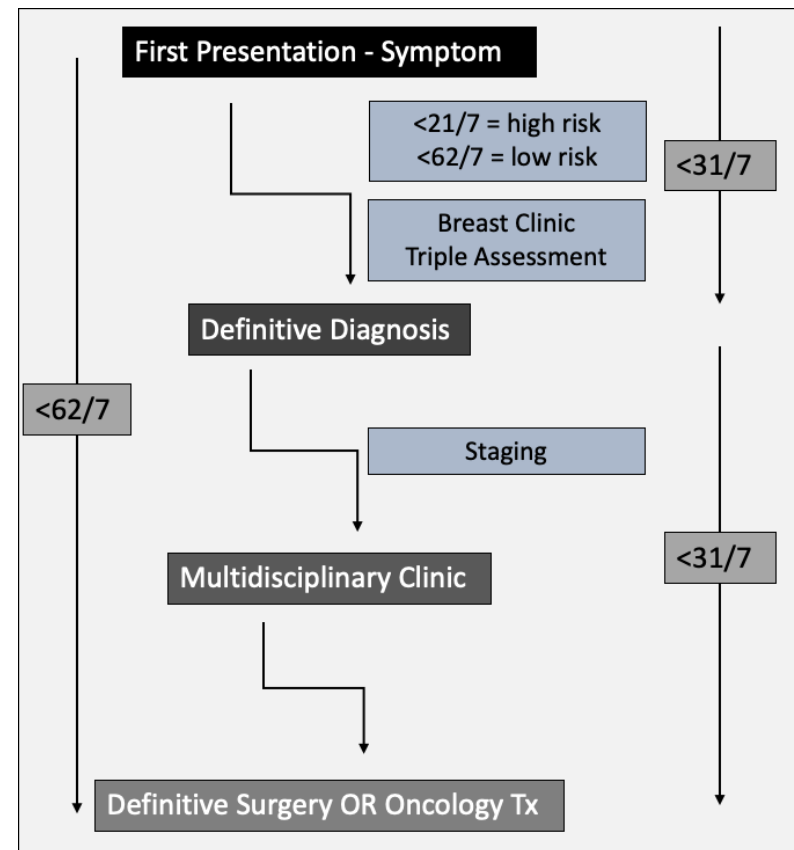 First Presentation - Symptom
<21/7 = high risk
<62/7 = low risk
<31/7
Breast Clinic
Triple Assessment
Definitive Diagnosis
<62/7
Staging
<31/7
Multidisciplinary Clinic
Definitive Surgery OR Oncology Tx